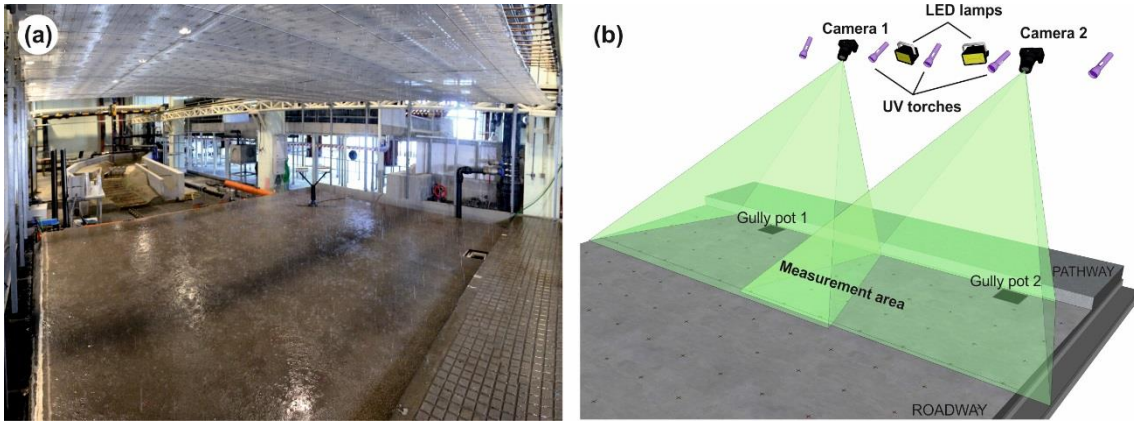 (a)
(b)
LED lamps
Camera 1
Camera 2
UV torches
Gully pot 1
Measurement area
Gully pot 2
PATHWAY
ROADWAY